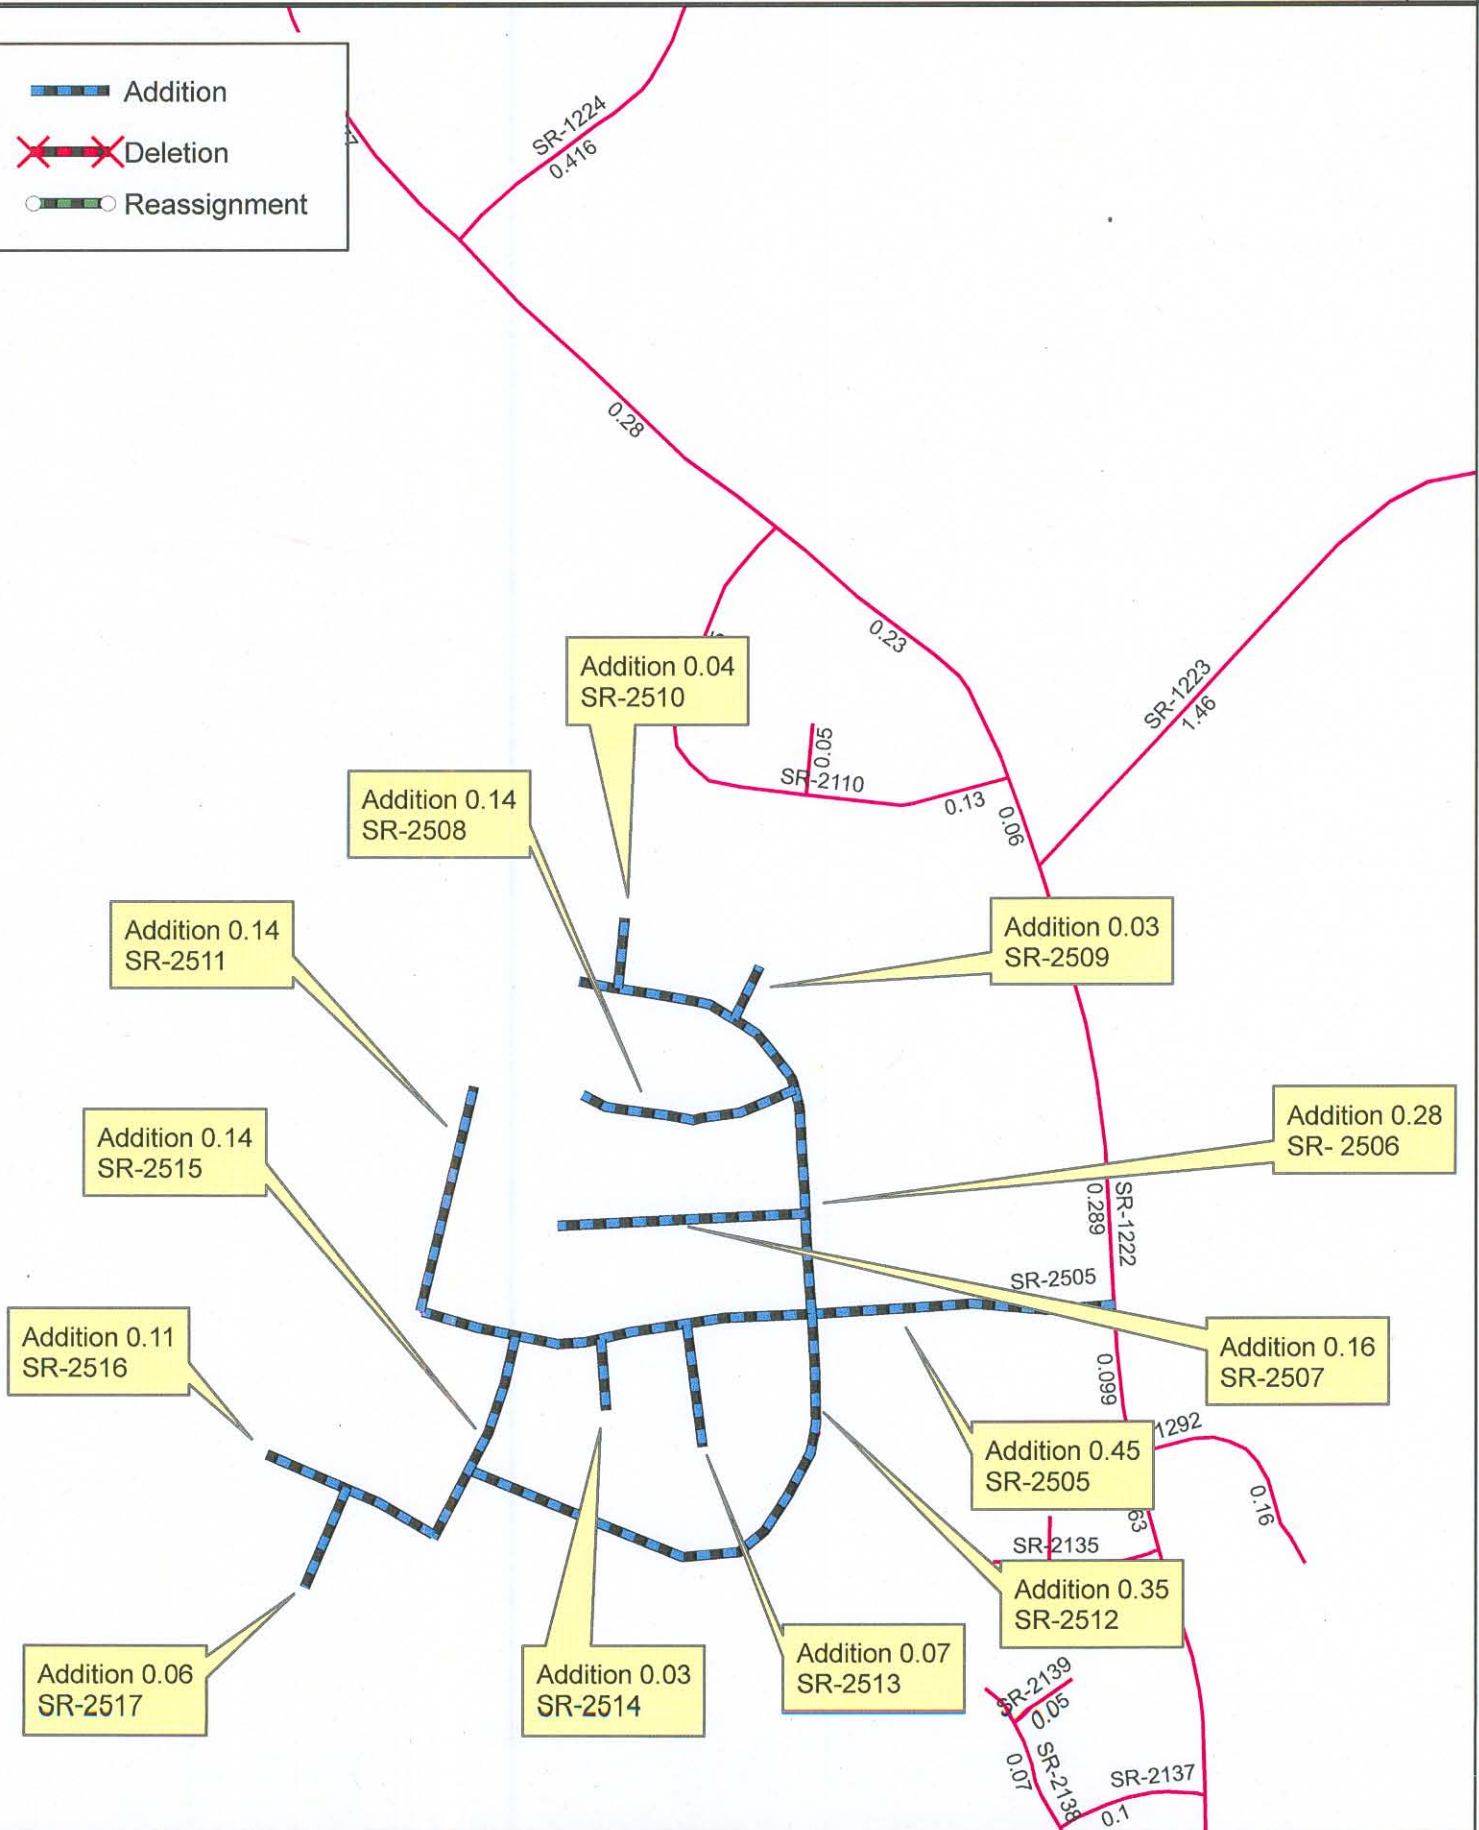 Addition
Deletion
Reassignment
SR-1224
0.416
0.28
0.23
SR-1223
1.46
Addition 0.04
SR-2510
0.05
SR-2110
0.13
0.06
Addition 0.14
SR-2508
Addition 0.14
SR-2511
Addition 0.03
SR-2509
Addition 0.28
SR- 2506
Addition 0.14
SR-2515
SR-1222
0.289
SR-2505
Addition 0.11
SR-2516
Addition 0.16
SR-2507
0.099
1292
0.16
Addition 0.45
SR-2505
63
SR-2135
Addition 0.35
SR-2512
Addition 0.06
SR-2517
Addition 0.03
SR-2514
Addition 0.07
SR-2513
SR-2139
0.05
0.07
SR-2138
SR-2137
0.1